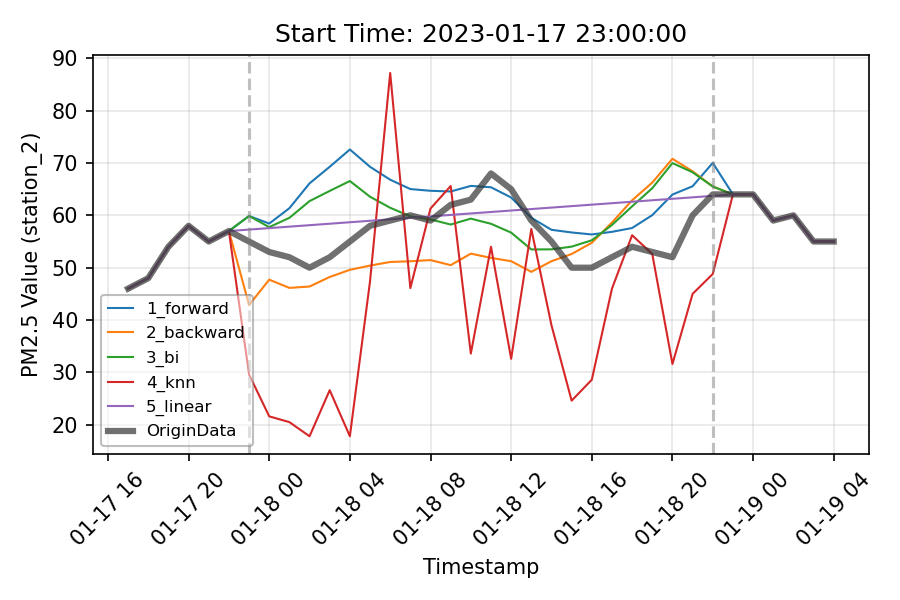 Start Time: 2023-01-17 23:00:00
PM2.5 Value (station_2)
90
80
70
60
50
40
30
20
1_forward
2_backward
3_bi
4_knn
5_linear
OriginData
01-17 16
01-17 20
01-18 00
01-18 04
01-18 08
01-18 12
01-18 16
01-18 20
01-19 00
01-19 04
Timestamp